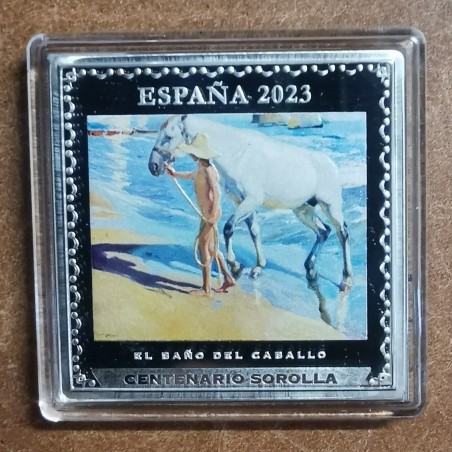 ESPAÑA 2023
EL BAÑO DEL CABALLO
CENTENARIO SOROLLA